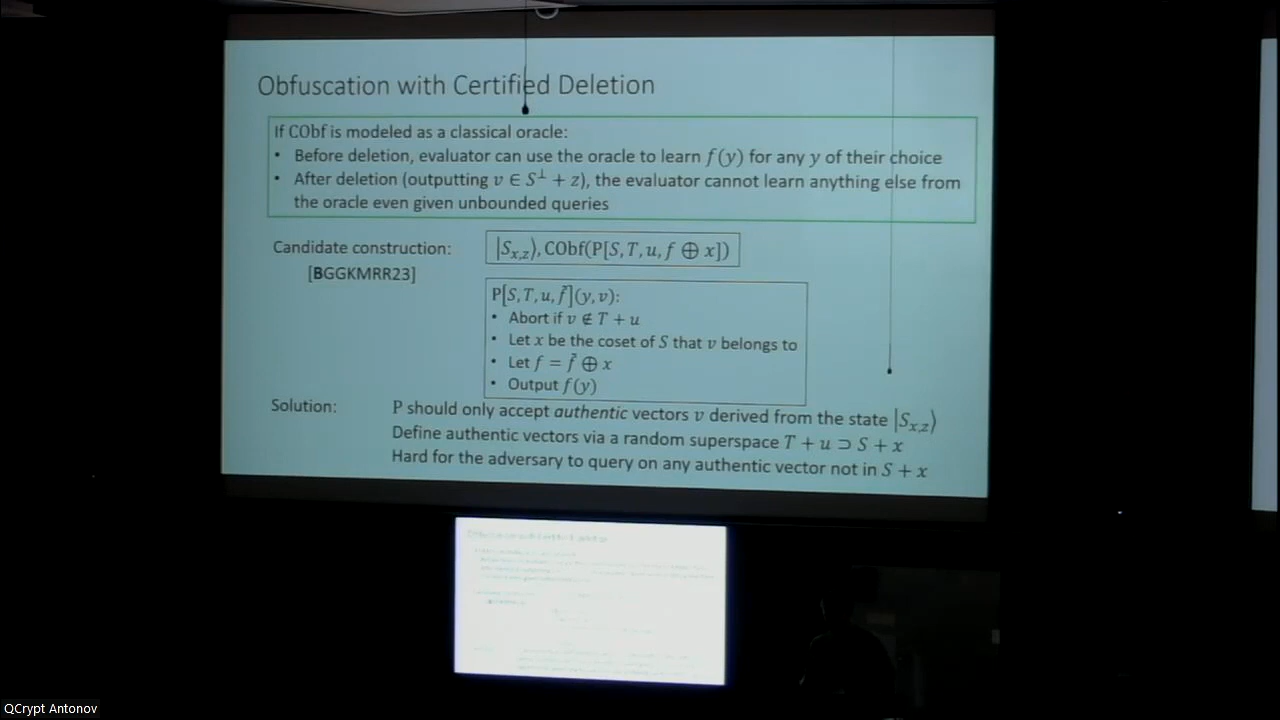 Obfuscation with Certified Deletion
If CObf is modeled as a classical oracle:
• Before deletion, evaluator can use the oracle to learn f(y) for any y of their choice
• After deletion (outputting v ∈ S⊥ + z), the evaluator cannot learn anything else from
the oracle even given unbounded queries
Candidate construction: |S_{x,z}⟩, CObf(P[S, T, u, f ⊕ x])
[BGGKMRR23]
P[S, T, u, f̃](y, v):
• Abort if v ∉ T + u
• Let x be the coset of S that v belongs to
• Let f = f̃ ⊕ x
• Output f(y)
Solution: P should only accept authentic vectors v derived from the state |S_{x,z}⟩
Define authentic vectors via a random superspace T + u ⊃ S + x
Hard for the adversary to query on any authentic vector not in S + x
QCrypt Antonov